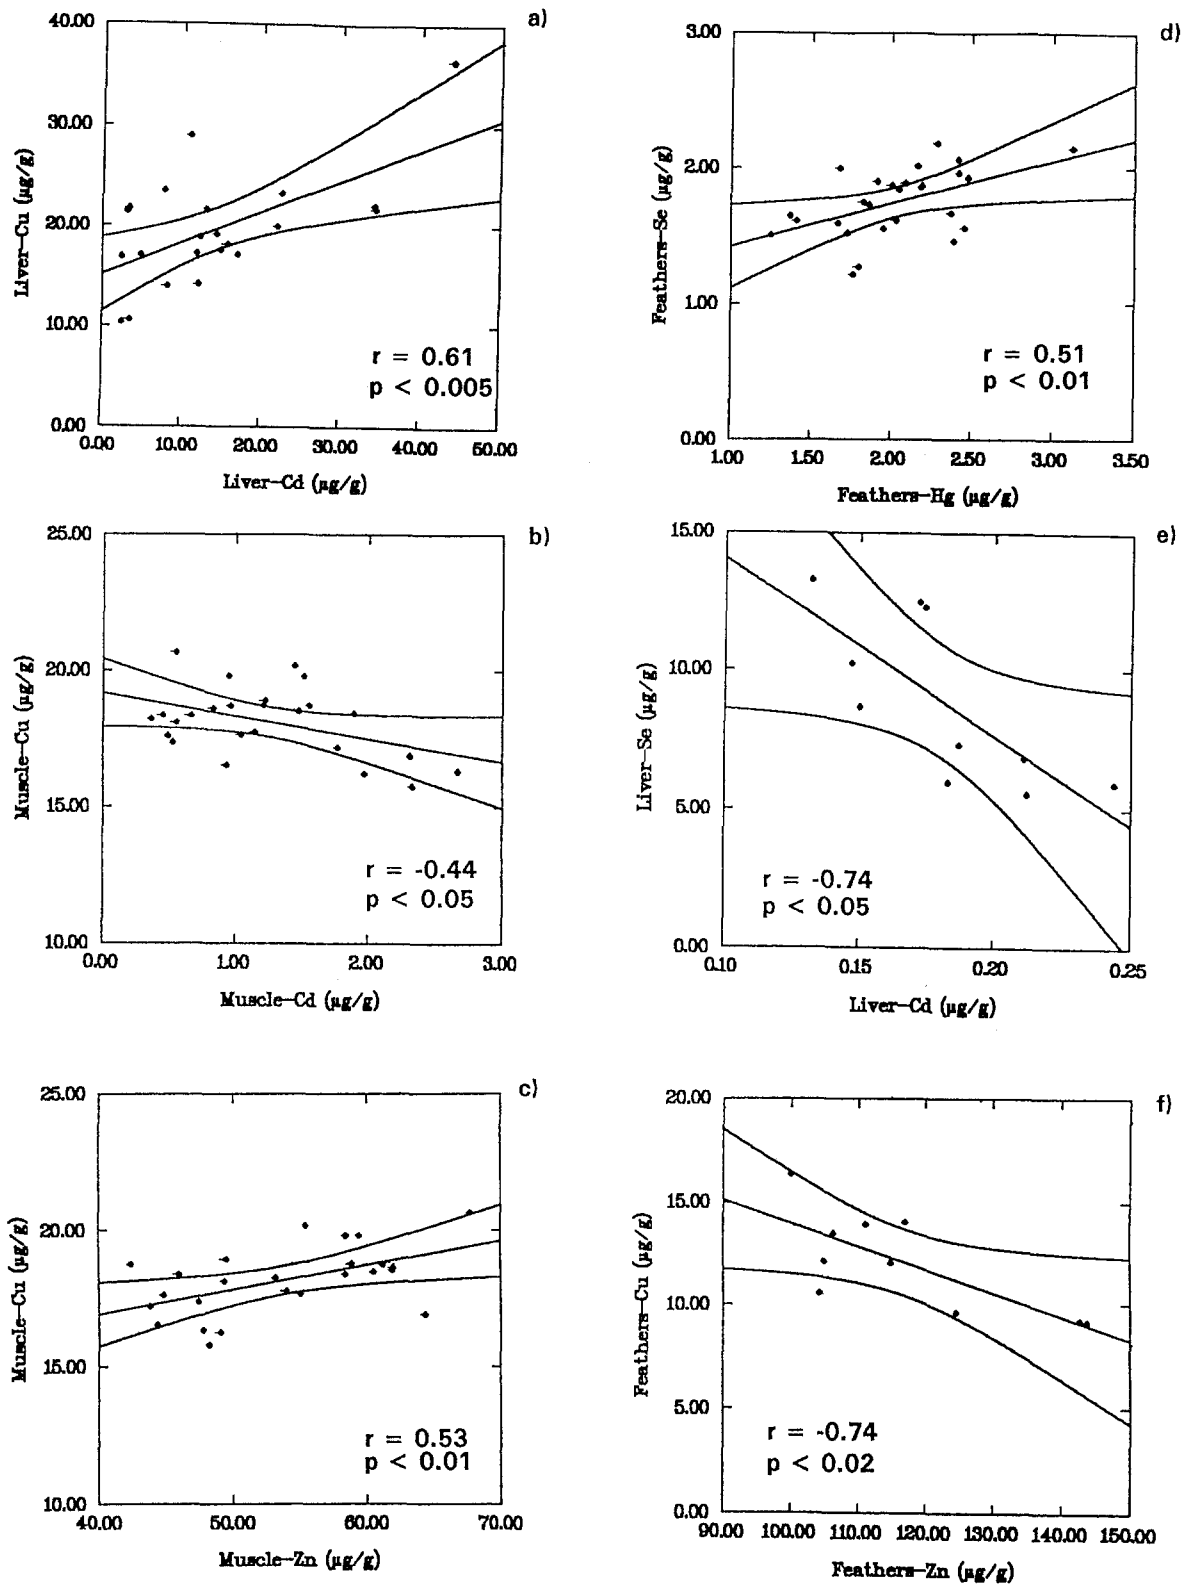 a)
40.00
30.00
20.00
10.00
0.00
Liver-Cu (µg/g)
r = 0.61
p < 0.005
0.00 10.00 20.00 30.00 40.00 50.00
Liver-Cd (µg/g)
b)
25.00
20.00
15.00
10.00
Muscle-Cu (µg/g)
r = -0.44
p < 0.05
0.00 1.00 2.00 3.00
Muscle-Cd (µg/g)
c)
25.00
20.00
15.00
10.00
Muscle-Cu (µg/g)
r = 0.53
p < 0.01
40.00 50.00 60.00 70.00
Muscle-Zn (µg/g)
d)
3.00
2.00
1.00
0.00
Feathers-Se (µg/g)
r = 0.51
p < 0.01
1.00 1.50 2.00 2.50 3.00 3.50
Feathers-Hg (µg/g)
e)
15.00
10.00
5.00
0.00
Liver-Se (µg/g)
r = -0.74
p < 0.05
0.10 0.15 0.20 0.25
Liver-Cd (µg/g)
f)
20.00
15.00
10.00
5.00
0.00
Feathers-Cu (µg/g)
r = -0.74
p < 0.02
90.00 100.00 110.00 120.00 130.00 140.00 150.00
Feathers-Zn (µg/g)